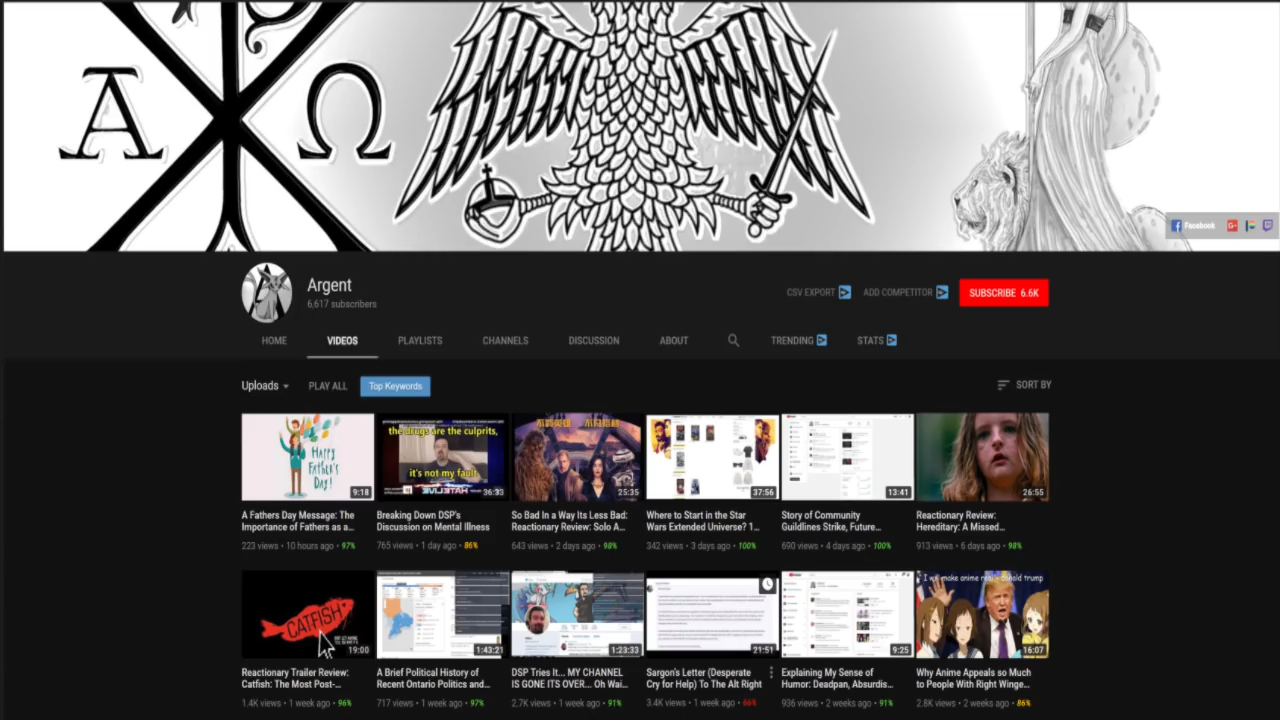 Α Ω
Facebook
Argent
6,617 subscribers
CSV EXPORT ADD COMPETITOR SUBSCRIBE 6.6K
HOME VIDEOS PLAYLISTS CHANNELS DISCUSSION ABOUT TRENDING STATS
Uploads PLAY ALL Top Keywords SORT BY
HAPPY
FATHER'S
DAY!
9:18
the drugs are the culprits,
it's not my fault
36:33
25:35
37:56
13:41
26:55
A Fathers Day Message: The
Importance of Fathers as a...
223 views • 10 hours ago • 97%
Breaking Down DSP's
Discussion on Mental Illness
765 views • 1 day ago • 86%
So Bad In a Way Its Less Bad:
Reactionary Review: Solo A...
643 views • 2 days ago • 98%
Where to Start in the Star
Wars Extended Universe? 1...
342 views • 3 days ago • 100%
Story of Community
Guildlines Strike, Future...
690 views • 4 days ago • 100%
Reactionary Review:
Hereditary: A Missed...
913 views • 6 days ago • 98%
CATFISH
19:00
1:43:21
1:23:33
21:51
9:25
I will make anime real - donald trump
16:07
Reactionary Trailer Review:
Catfish: The Most Post-...
1.4K views • 1 week ago • 96%
A Brief Political History of
Recent Ontario Politics and...
717 views • 1 week ago • 97%
DSP Tries It... MY CHANNEL
IS GONE ITS OVER... Oh Wai...
2.7K views • 1 week ago • 91%
Sargon's Letter (Desperate
Cry for Help) To The Alt Right
3.4K views • 1 week ago • 66%
Explaining My Sense of
Humor: Deadpan, Absurdis...
936 views • 2 weeks ago • 91%
Why Anime Appeals so Much
to People With Right Winge...
2.8K views • 2 weeks ago • 86%